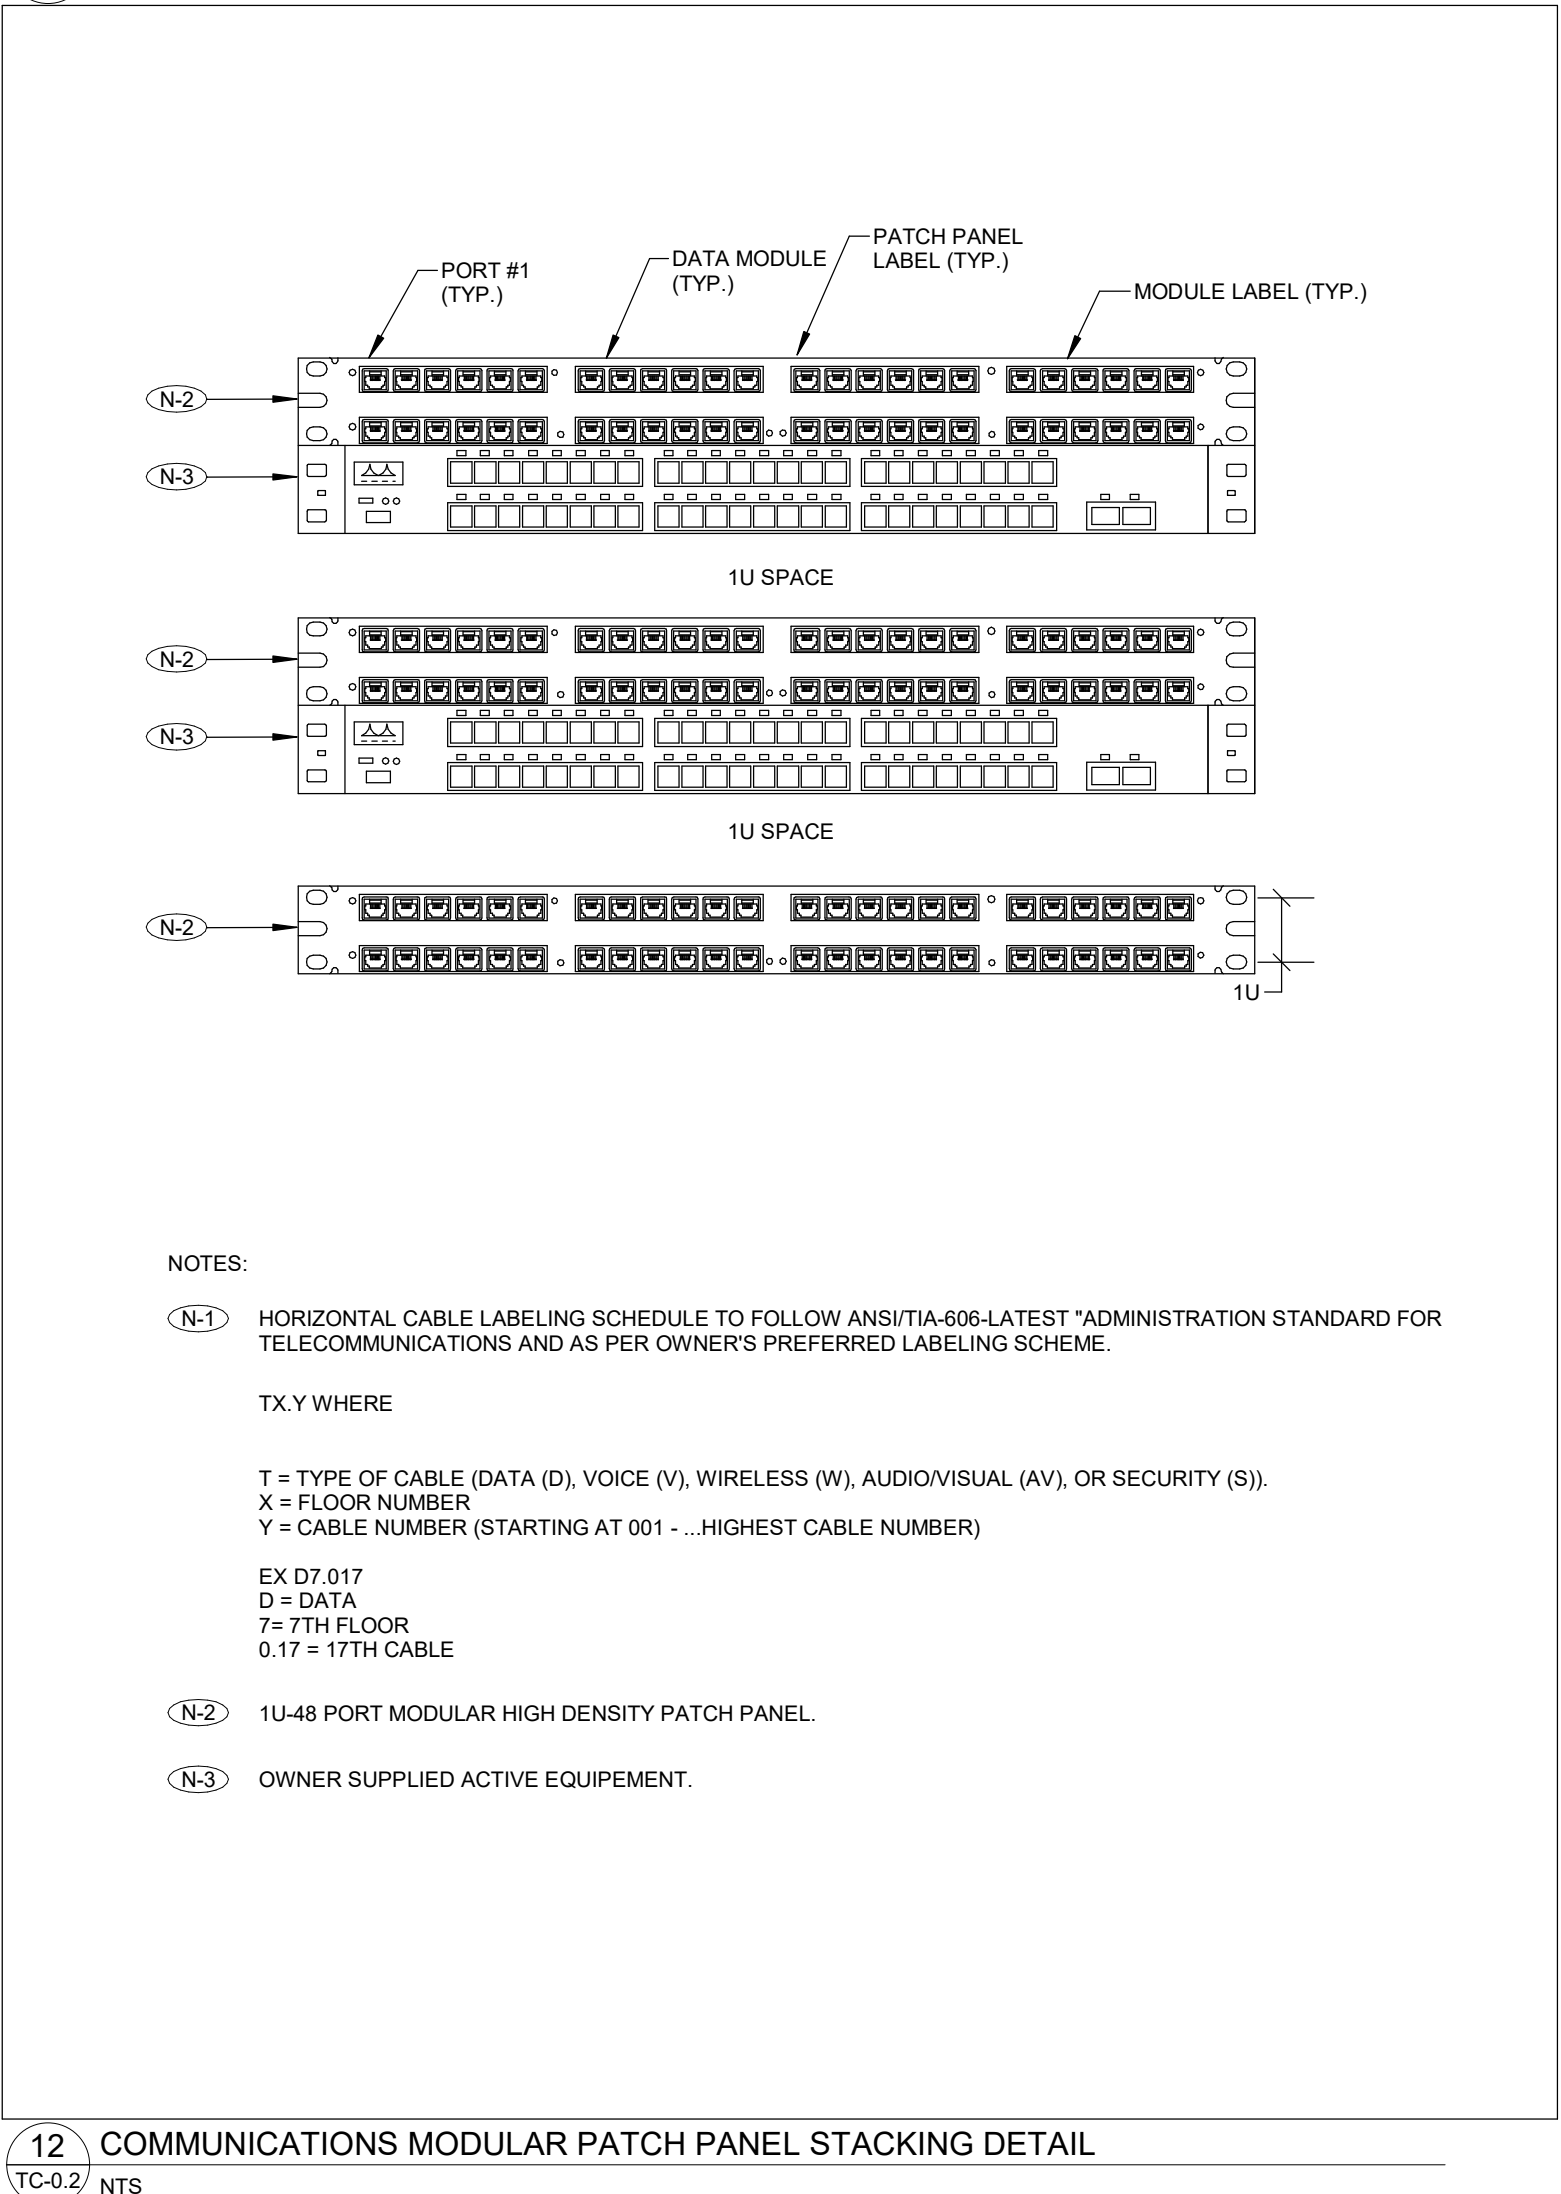 PATCH PANEL
LABEL (TYP.)
DATA MODULE
(TYP.)
PORT #1
(TYP.)
MODULE LABEL (TYP.)
N-2
N-3
1U SPACE
N-2
N-3
1U SPACE
N-2
1U
NOTES:
N-1 HORIZONTAL CABLE LABELING SCHEDULE TO FOLLOW ANSI/TIA-606-LATEST "ADMINISTRATION STANDARD FOR
TELECOMMUNICATIONS AND AS PER OWNER'S PREFERRED LABELING SCHEME.
TX.Y WHERE
T = TYPE OF CABLE (DATA (D), VOICE (V), WIRELESS (W), AUDIO/VISUAL (AV), OR SECURITY (S)).
X = FLOOR NUMBER
Y = CABLE NUMBER (STARTING AT 001 - ...HIGHEST CABLE NUMBER)
EX D7.017
D = DATA
7= 7TH FLOOR
0.17 = 17TH CABLE
N-2 1U-48 PORT MODULAR HIGH DENSITY PATCH PANEL.
N-3 OWNER SUPPLIED ACTIVE EQUIPEMENT.
12 COMMUNICATIONS MODULAR PATCH PANEL STACKING DETAIL
TC-0.2 NTS